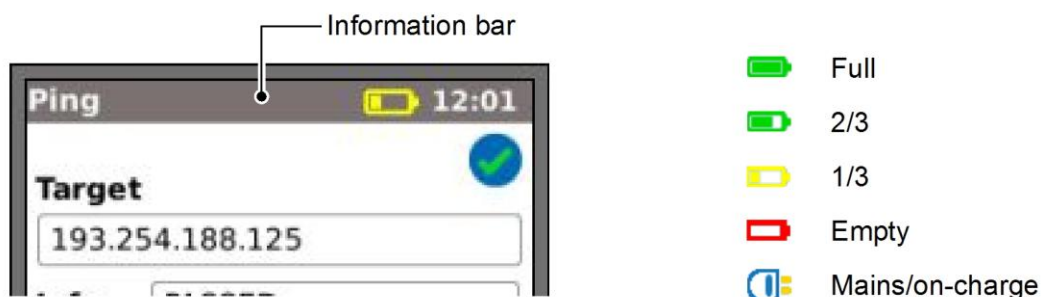 Information bar
Ping 12:01
Target
193.254.188.125
Full
2/3
1/3
Empty
Mains/on-charge